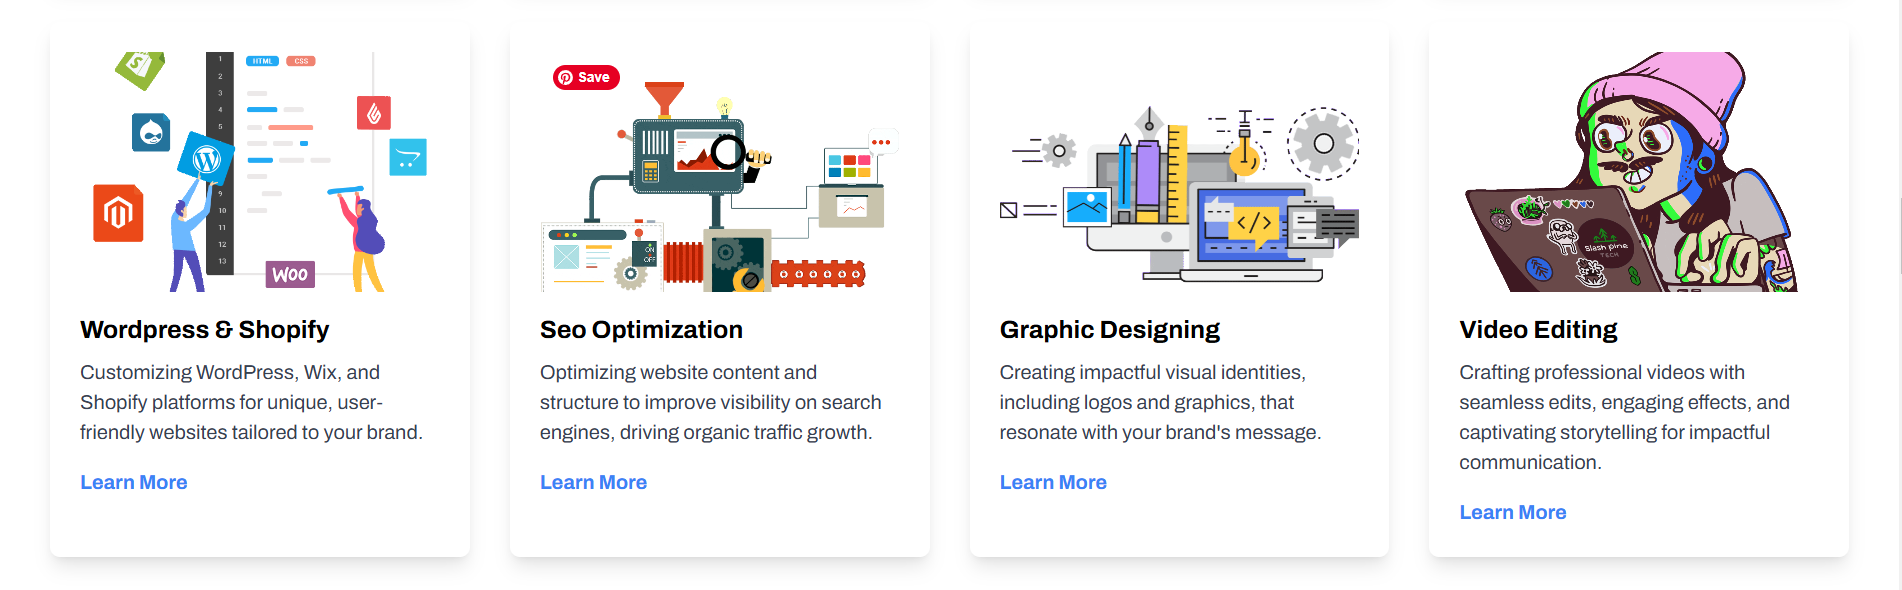 1
2
3
4
5
9
10
11
12
13
HTML
CSS
S
W
WOO
Wordpress & Shopify
Customizing WordPress, Wix, and
Shopify platforms for unique, user-
friendly websites tailored to your brand.
Learn More
Save
ON
OFF
Seo Optimization
Optimizing website content and
structure to improve visibility on search
engines, driving organic traffic growth.
Learn More
</>
Graphic Designing
Creating impactful visual identities,
including logos and graphics, that
resonate with your brand's message.
Learn More
Slash pine
TECH
Video Editing
Crafting professional videos with
seamless edits, engaging effects, and
captivating storytelling for impactful
communication.
Learn More